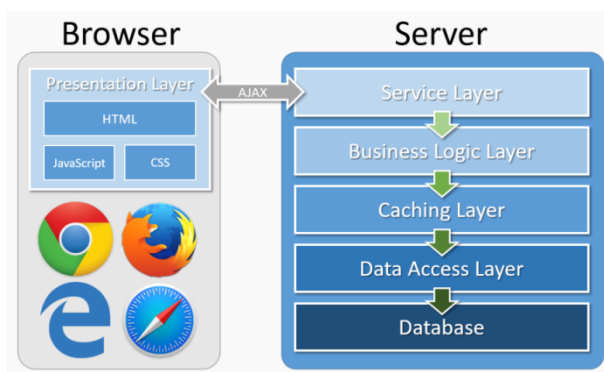 Browser
Server
Presentation Layer
HTML
JavaScript
CSS
AJAX
Service Layer
Business Logic Layer
Caching Layer
Data Access Layer
Database